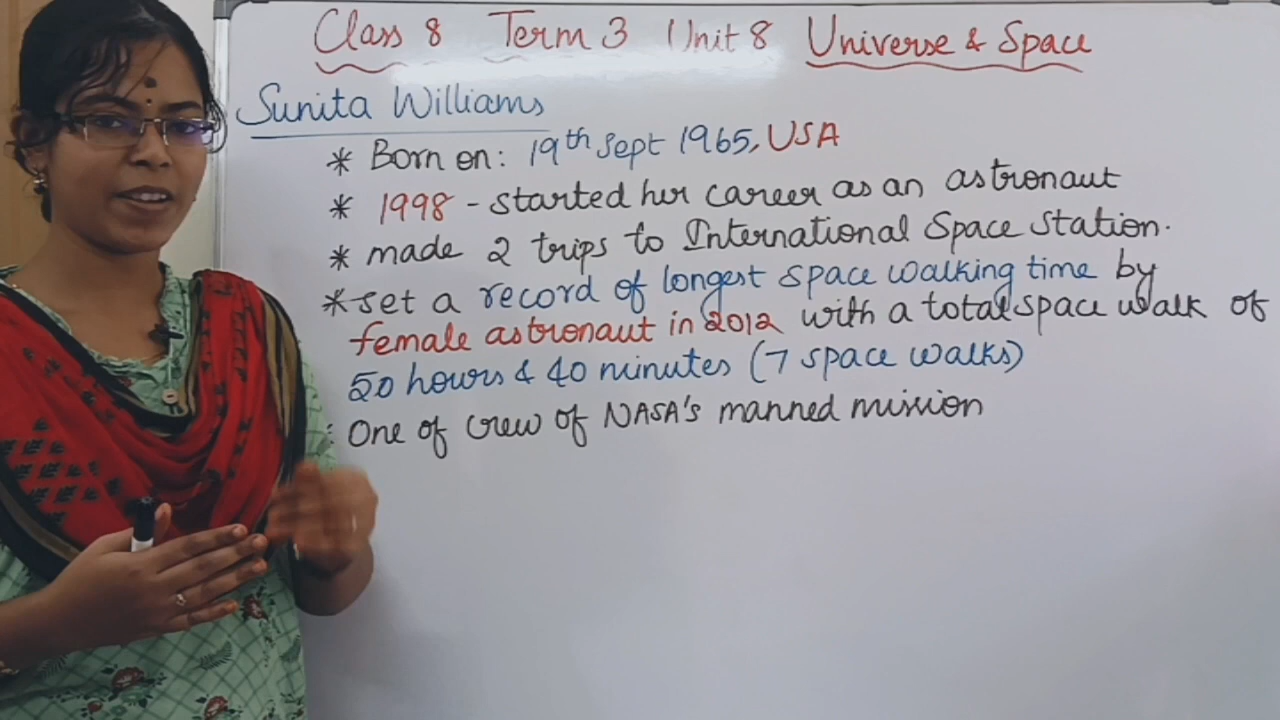 Class 8 Term 3 Unit 8 Universe & Space
Sunita Williams
* Born on: 19th Sept 1965, USA
* 1998 - started her career as an astronaut
* made 2 trips to International Space Station.
* set a record of longest space walking time by
female astronaut in 2012 with a total space walk of
50 hours & 40 minutes (7 space walks)
: One of crew of NASA's manned mission